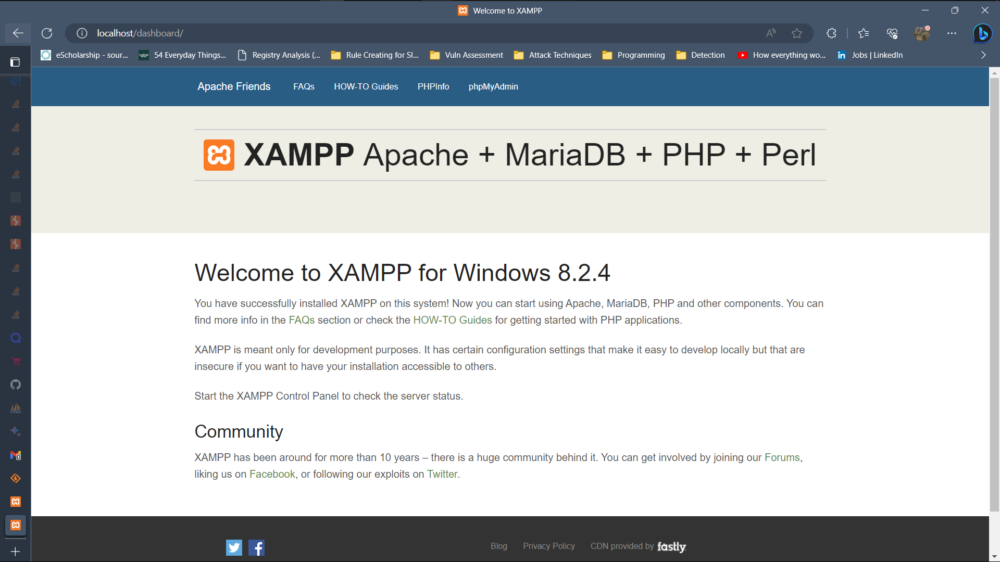 Welcome to XAMPP
localhost/dashboard/
eScholarship - sour...
54 Everyday Things...
Registry Analysis (...
Rule Creating for SI...
Vuln Assessment
Attack Techniques
Programming
Detection
How everything wo...
Jobs | LinkedIn
Apache Friends
FAQs
HOW-TO Guides
PHPInfo
phpMyAdmin
XAMPP Apache + MariaDB + PHP + Perl
Welcome to XAMPP for Windows 8.2.4
You have successfully installed XAMPP on this system! Now you can start using Apache, MariaDB, PHP and other components. You can
find more info in the FAQs section or check the HOW-TO Guides for getting started with PHP applications.
XAMPP is meant only for development purposes. It has certain configuration settings that make it easy to develop locally but that are
insecure if you want to have your installation accessible to others.
Start the XAMPP Control Panel to check the server status.
Community
XAMPP has been around for more than 10 years – there is a huge community behind it. You can get involved by joining our Forums,
liking us on Facebook, or following our exploits on Twitter.
Blog
Privacy Policy
CDN provided by fastly